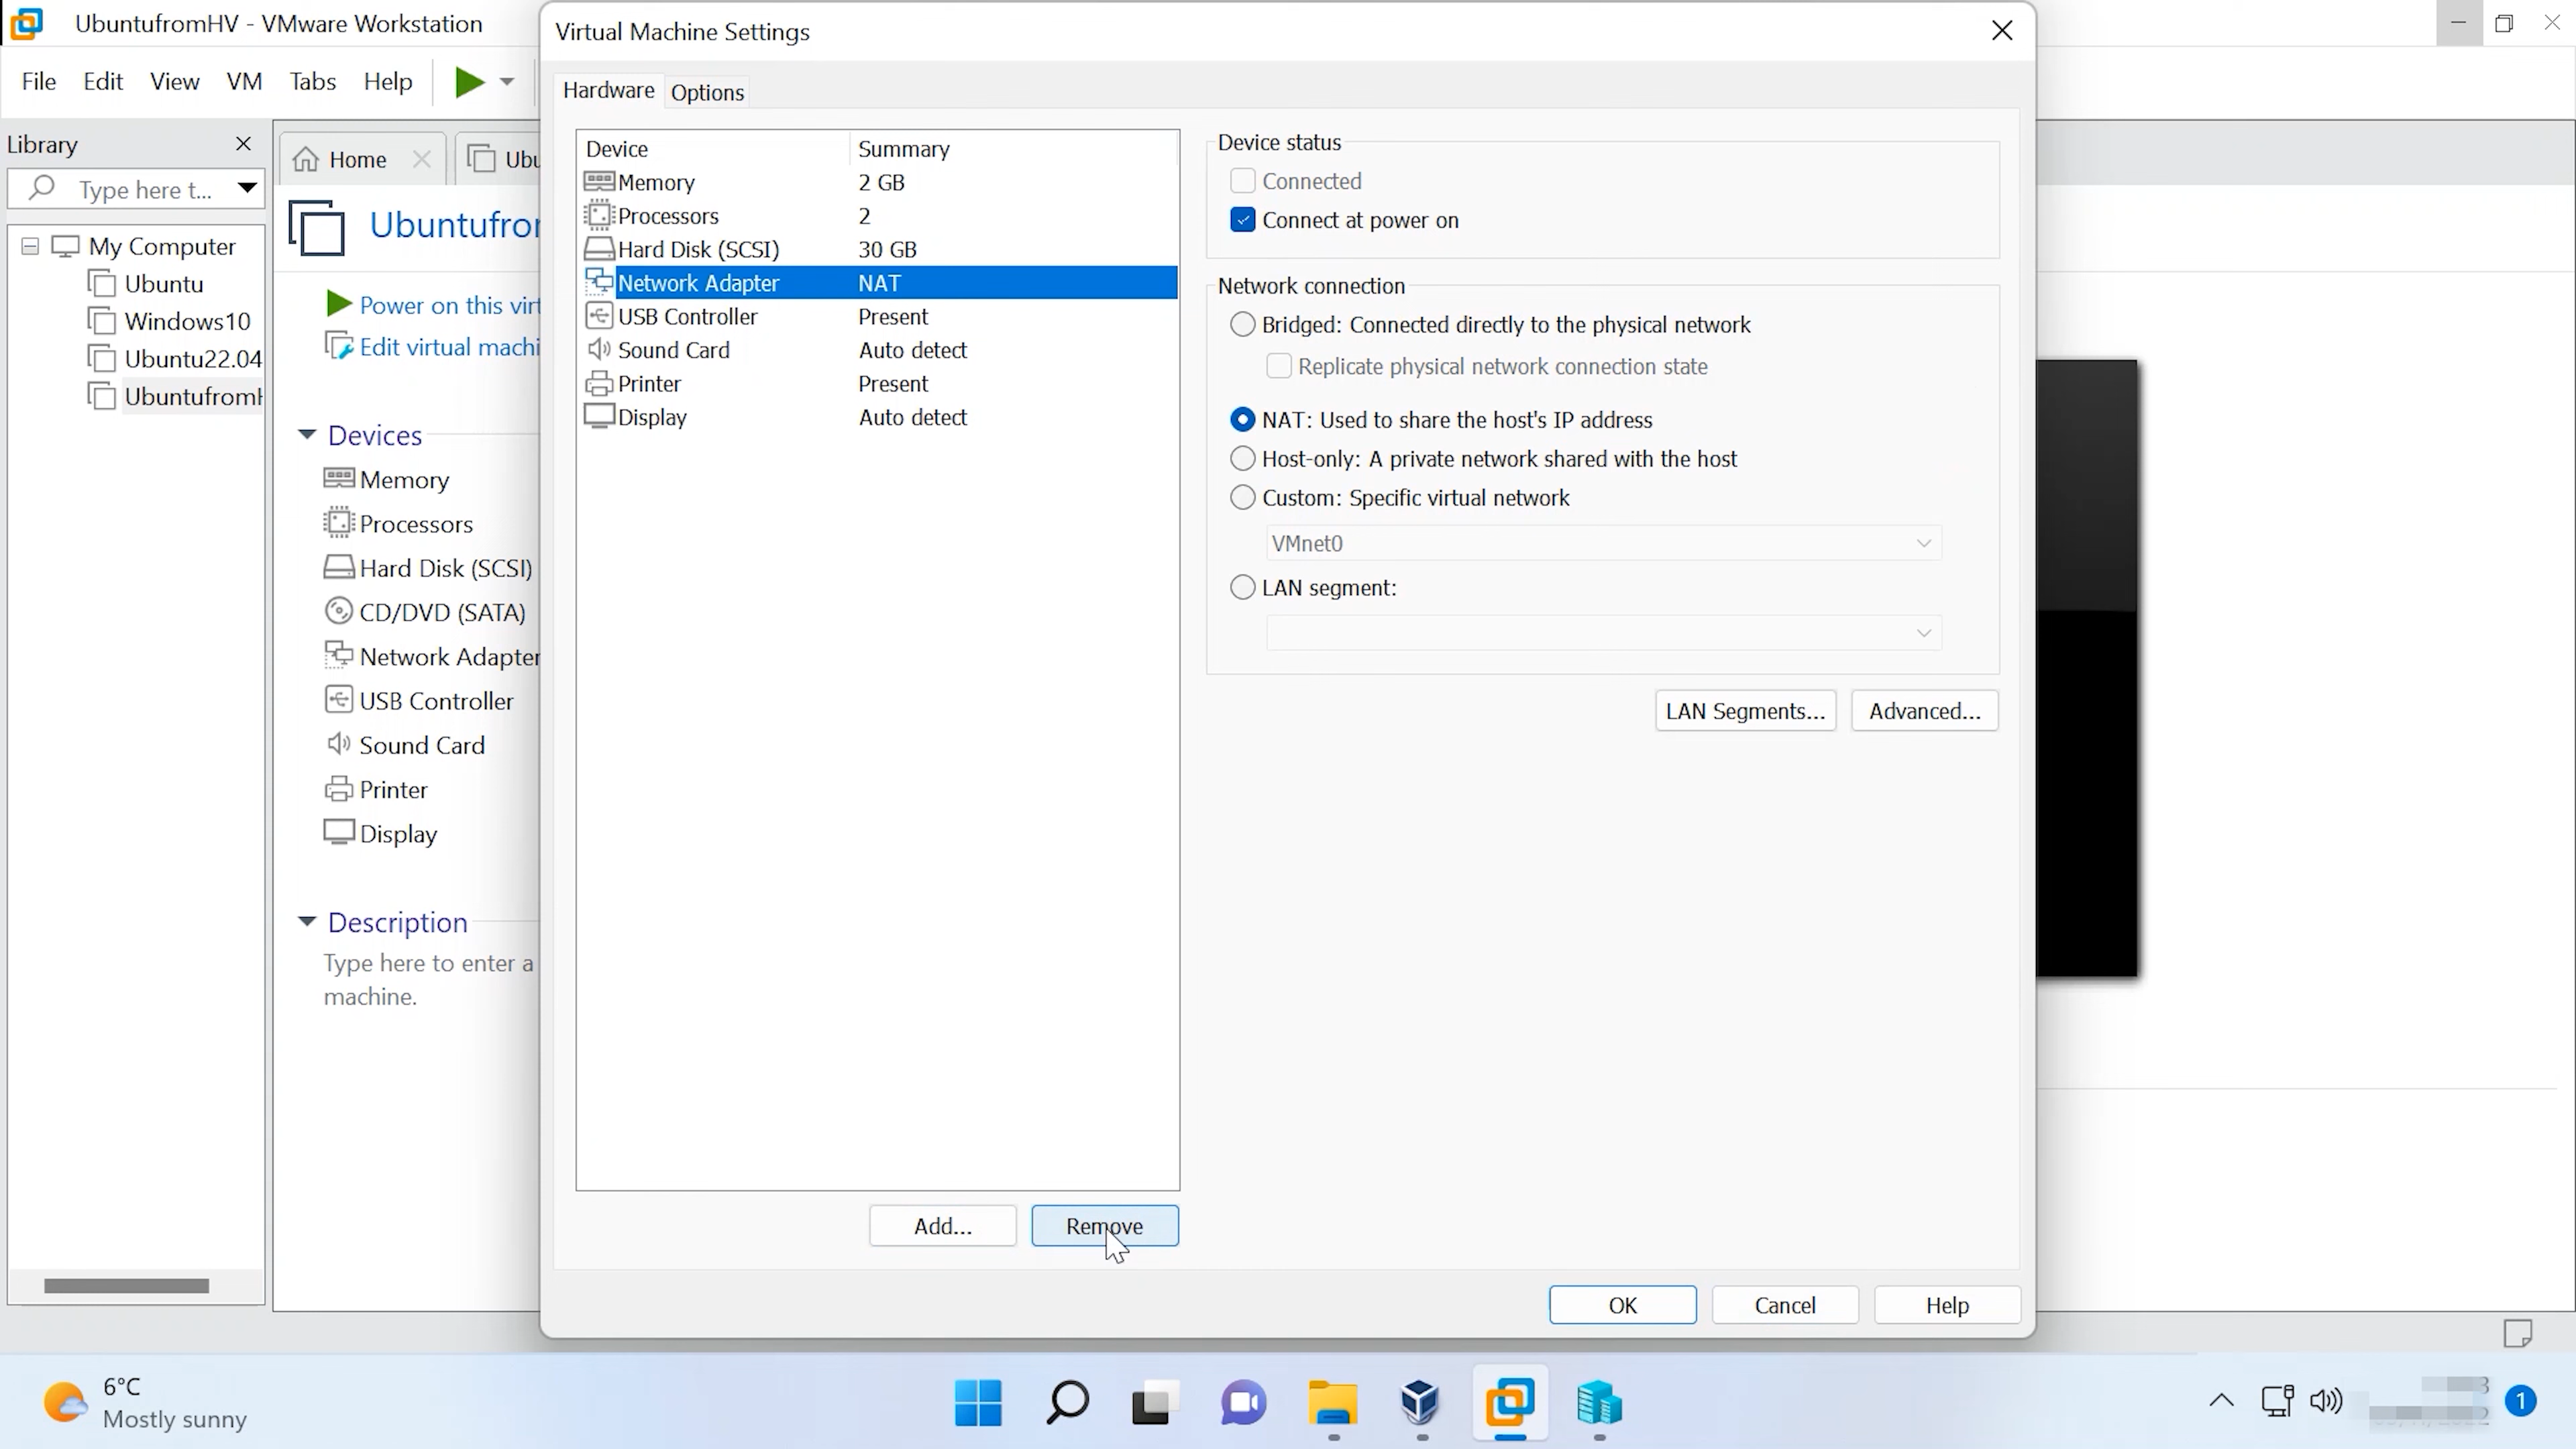 UbuntufromHV - VMware Workstation
File Edit View VM Tabs Help
Library
Type here t...
My Computer
Ubuntu
Windows10
Ubuntu22.04
Ubuntufrom
Home
Ubu
Ubuntufror
Power on this virt
Edit virtual machi
Devices
Memory
Processors
Hard Disk (SCSI)
CD/DVD (SATA)
Network Adapter
USB Controller
Sound Card
Printer
Display
Description
Type here to enter a
machine.
Virtual Machine Settings
Hardware Options
Device Summary
Memory 2 GB
Processors 2
Hard Disk (SCSI) 30 GB
Network Adapter NAT
USB Controller Present
Sound Card Auto detect
Printer Present
Display Auto detect
Add... Remove
Device status
Connected
Connect at power on
Network connection
Bridged: Connected directly to the physical network
Replicate physical network connection state
NAT: Used to share the host's IP address
Host-only: A private network shared with the host
Custom: Specific virtual network
VMnet0
LAN segment:
LAN Segments... Advanced...
OK Cancel Help
6°C
Mostly sunny
1